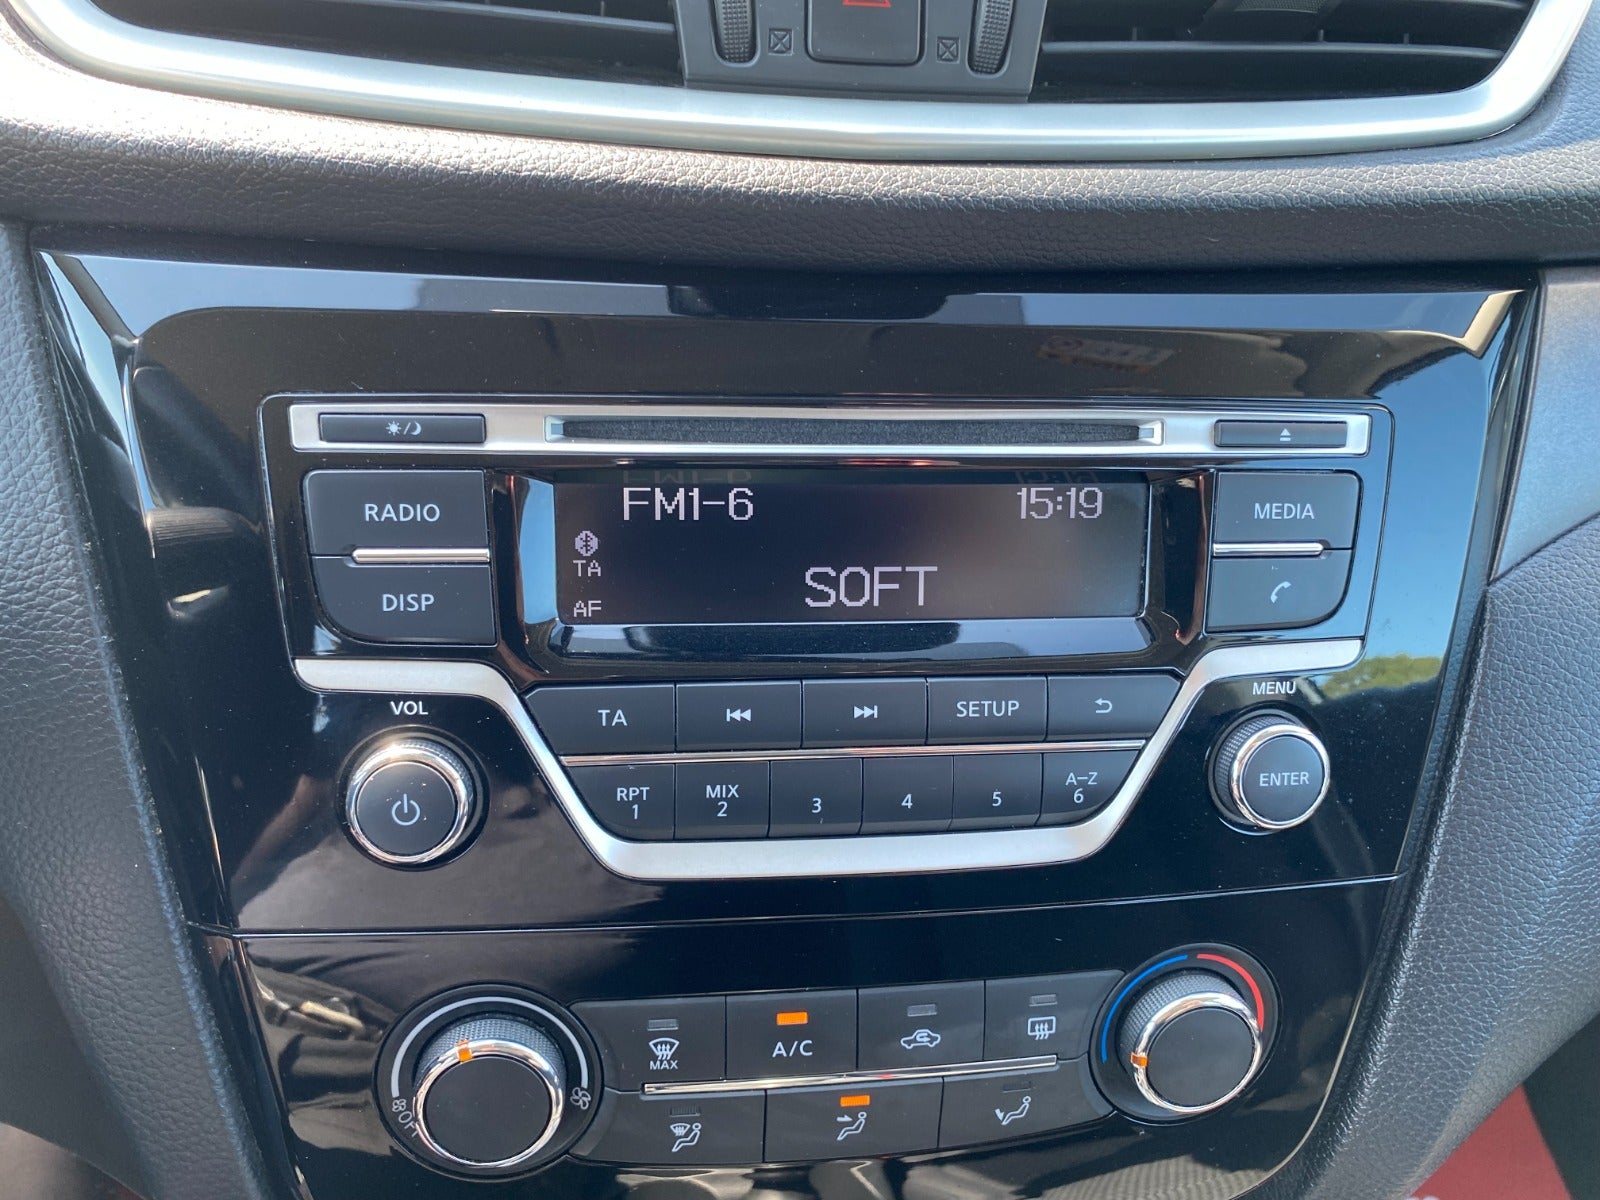 RADIO
DISP
FM1-6 15:19
TA
AF
SOFT
MEDIA
VOL
MENU
TA
SETUP
RPT
1
MIX
2
3
4
5
A-Z
6
ENTER
OFF
MAX
A/C